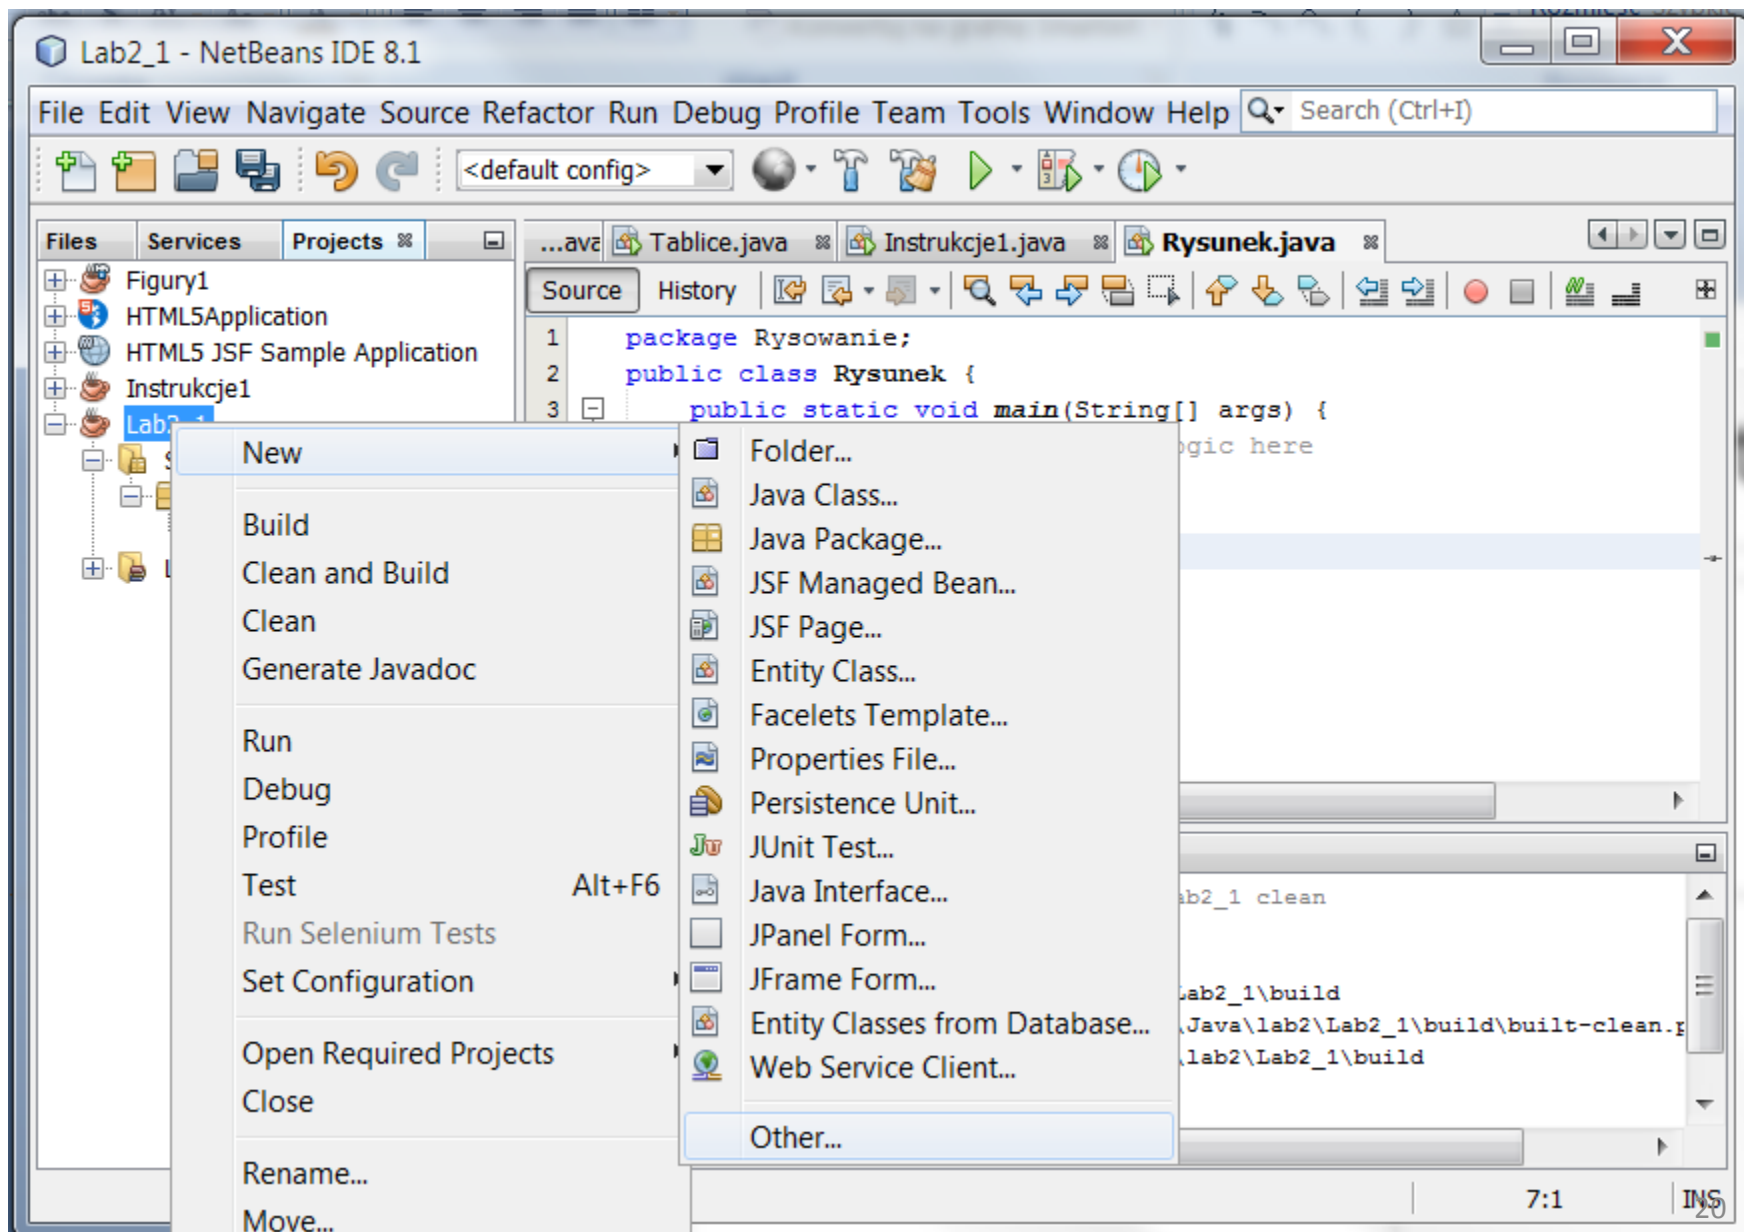 Lab2_1 - NetBeans IDE 8.1
File Edit View Navigate Source Refactor Run Debug Profile Team Tools Window Help Search (Ctrl+I)
<default config>
Files Services Projects
...ava Tablice.java Instrukcje1.java Rysunek.java
Source History
Figury1
HTML5Application
HTML5 JSF Sample Application
Instrukcje1
Lab2_1
1 package Rysowanie;
2 public class Rysunek {
3 public static void main(String[] args) {
ogic here
New
Build
Clean and Build
Clean
Generate Javadoc
Run
Debug
Profile
Test Alt+F6
Run Selenium Tests
Set Configuration
Open Required Projects
Close
Rename...
Move...
Folder...
Java Class...
Java Package...
JSF Managed Bean...
JSF Page...
Entity Class...
Facelets Template...
Properties File...
Persistence Unit...
JUnit Test...
Java Interface...
JPanel Form...
JFrame Form...
Entity Classes from Database...
Web Service Client...
Other...
ab2_1 clean
Lab2_1\build
\Java\lab2\Lab2_1\build\built-clean.p
\lab2\Lab2_1\build
7:1 INS
20